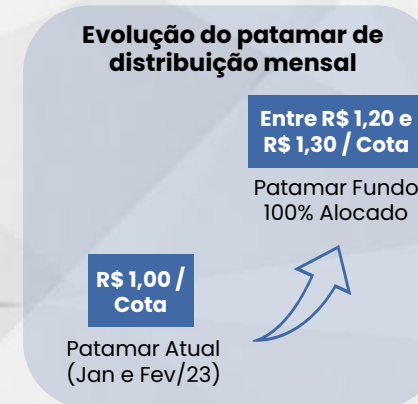 Evolução do patamar de
distribuição mensal
Entre R$ 1,20 e
R$ 1,30 / Cota
Patamar Fundo
100% Alocado
R$ 1,00 /
Cota
Patamar Atual
(Jan e Fev/23)